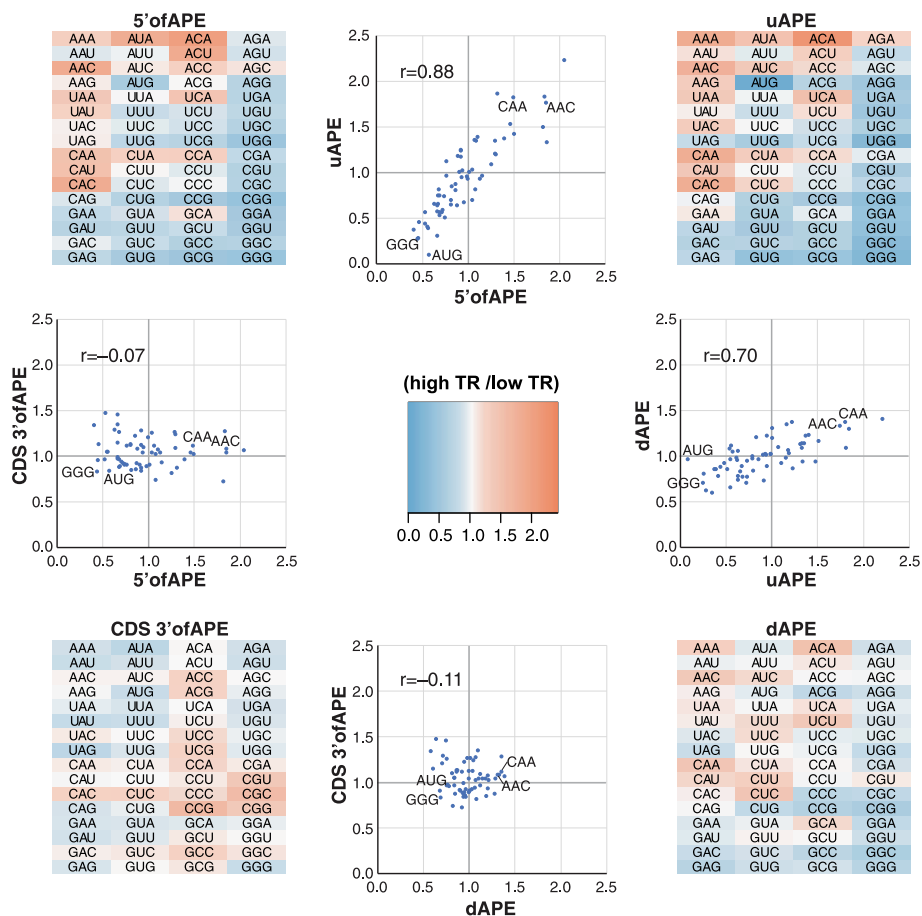 5'ofAPE
AAA AUA ACA AGA
AAU AUU ACU AGU
AAC AUC ACC AGC
AAG AUG ACG AGG
UAA UUA UCA UGA
UAU UUU UCU UGU
UAC UUC UCC UGC
UAG UUG UCG UGG
CAA CUA CCA CGA
CAU CUU CCU CGU
CAC CUC CCC CGC
CAG CUG CCG CGG
GAA GUA GCA GGA
GAU GUU GCU GGU
GAC GUC GCC GGC
GAG GUG GCG GGG
2.5
2.0
1.5
1.0
0.5
0.0
uAPE
r=0.88
CAA
AAC
GGG
AUG
0.0 0.5 1.0 1.5 2.0 2.5
5'ofAPE
uAPE
AAA AUA ACA AGA
AAU AUU ACU AGU
AAC AUC ACC AGC
AAG AUG ACG AGG
UAA UUA UCA UGA
UAU UUU UCU UGU
UAC UUC UCC UGC
UAG UUG UCG UGG
CAA CUA CCA CGA
CAU CUU CCU CGU
CAC CUC CCC CGC
CAG CUG CCG CGG
GAA GUA GCA GGA
GAU GUU GCU GGU
GAC GUC GCC GGC
GAG GUG GCG GGG
2.5
2.0
1.5
1.0
0.5
0.0
CDS 3'ofAPE
r=–0.07
CAA
AAC
GGG
AUG
0.0 0.5 1.0 1.5 2.0 2.5
5'ofAPE
(high TR /low TR)
0.0 0.5 1.0 1.5 2.0
2.5
2.0
1.5
1.0
0.5
0.0
dAPE
r=0.70
CAA
AAC
AUG
GGG
0.0 0.5 1.0 1.5 2.0 2.5
uAPE
CDS 3'ofAPE
AAA AUA ACA AGA
AAU AUU ACU AGU
AAC AUC ACC AGC
AAG AUG ACG AGG
UAA UUA UCA UGA
UAU UUU UCU UGU
UAC UUC UCC UGC
UAG UUG UCG UGG
CAA CUA CCA CGA
CAU CUU CCU CGU
CAC CUC CCC CGC
CAG CUG CCG CGG
GAA GUA GCA GGA
GAU GUU GCU GGU
GAC GUC GCC GGC
GAG GUG GCG GGG
2.5
2.0
1.5
1.0
0.5
0.0
CDS 3'ofAPE
r=–0.11
CAA
AUG
AAC
GGG
0.0 0.5 1.0 1.5 2.0 2.5
dAPE
dAPE
AAA AUA ACA AGA
AAU AUU ACU AGU
AAC AUC ACC AGC
AAG AUG ACG AGG
UAA UUA UCA UGA
UAU UUU UCU UGU
UAC UUC UCC UGC
UAG UUG UCG UGG
CAA CUA CCA CGA
CAU CUU CCU CGU
CAC CUC CCC CGC
CAG CUG CCG CGG
GAA GUA GCA GGA
GAU GUU GCU GGU
GAC GUC GCC GGC
GAG GUG GCG GGG